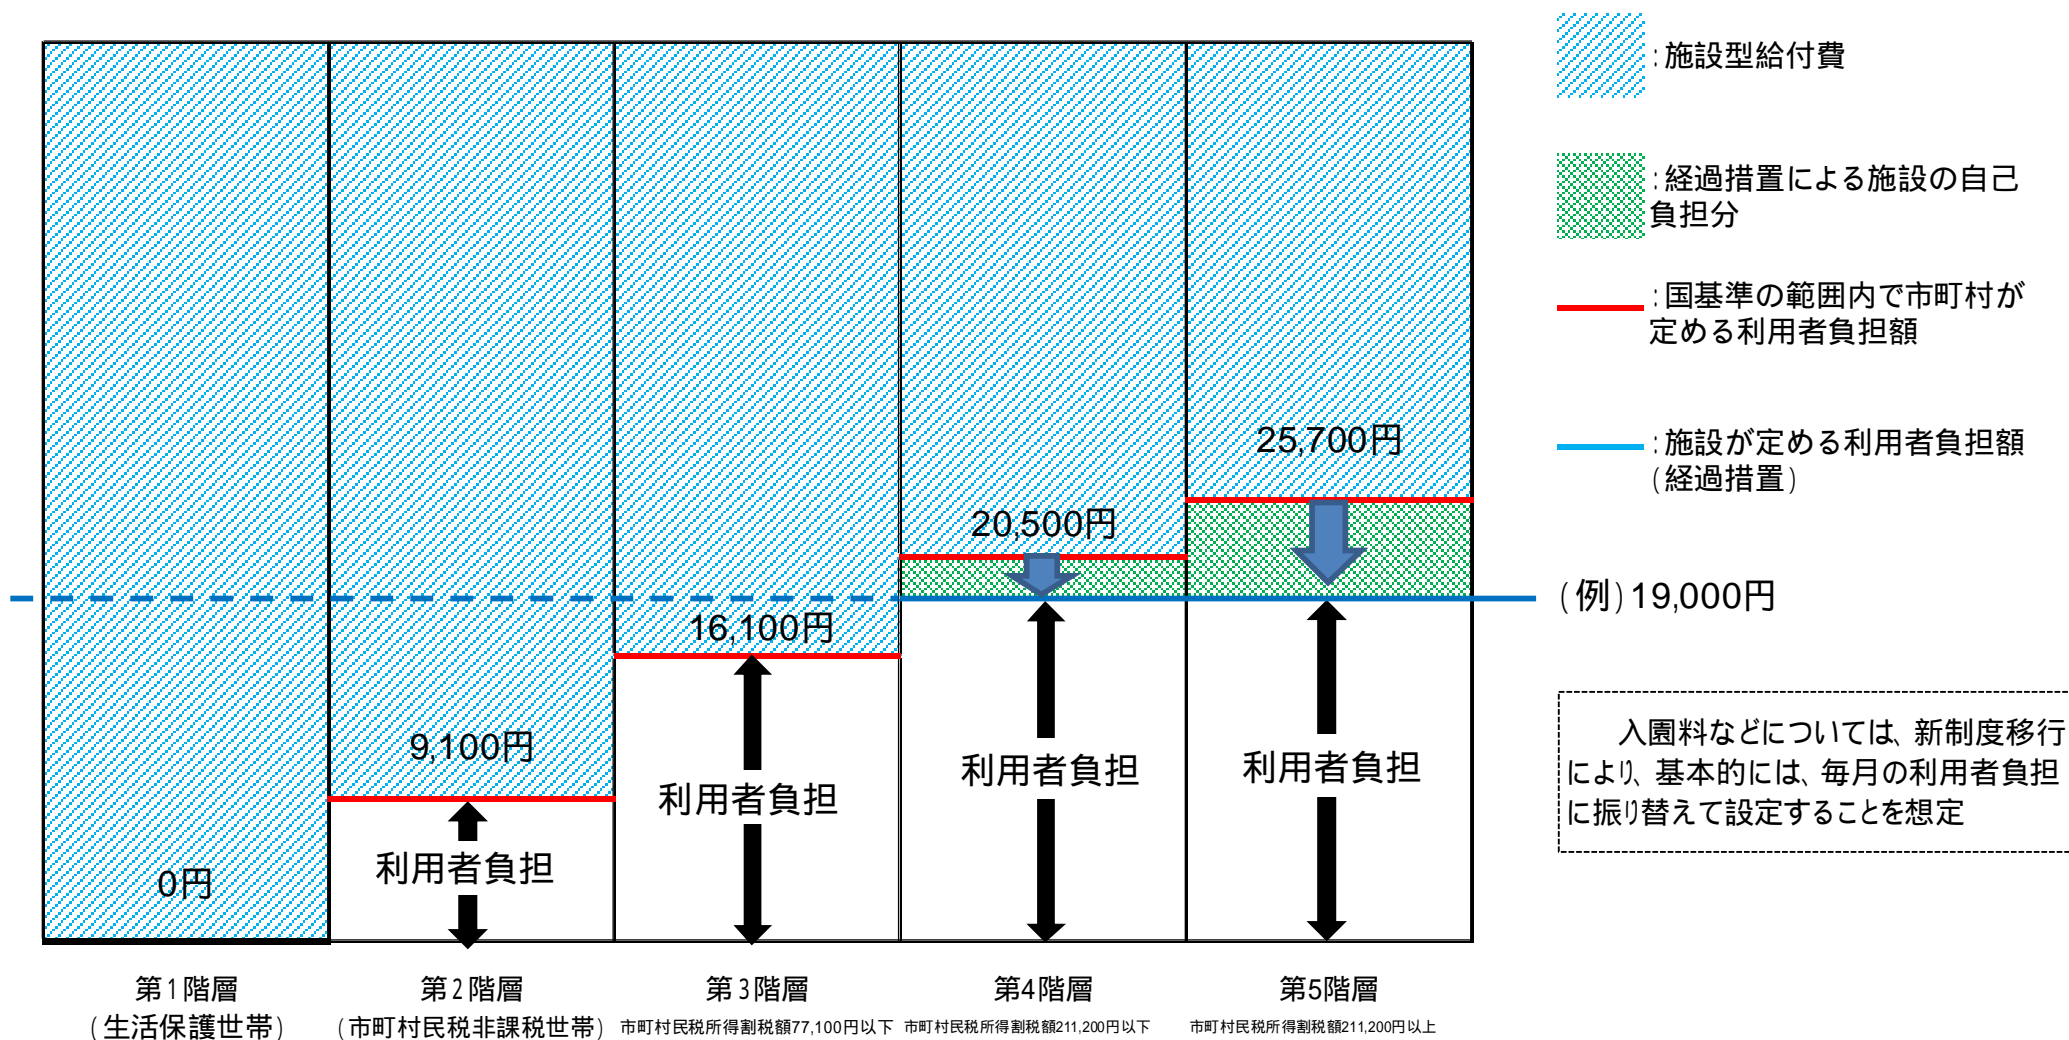 :施設型給付費
:経過措置による施設の自己
負担分
:国基準の範囲内で市町村が
定める利用者負担額
:施設が定める利用者負担額
(経過措置)
25,700円
20,500円
(例)19,000円
16,100円
9,100円
0円
利用者負担
利用者負担
利用者負担
利用者負担
入園料などについては、新制度移行
により、基本的には、毎月の利用者負担
に振り替えて設定することを想定
第1階層
(生活保護世帯)
第2階層
(市町村民税非課税世帯)
第3階層
市町村民税所得割税額77,100円以下
第4階層
市町村民税所得割税額211,200円以下
第5階層
市町村民税所得割税額211,200円以上